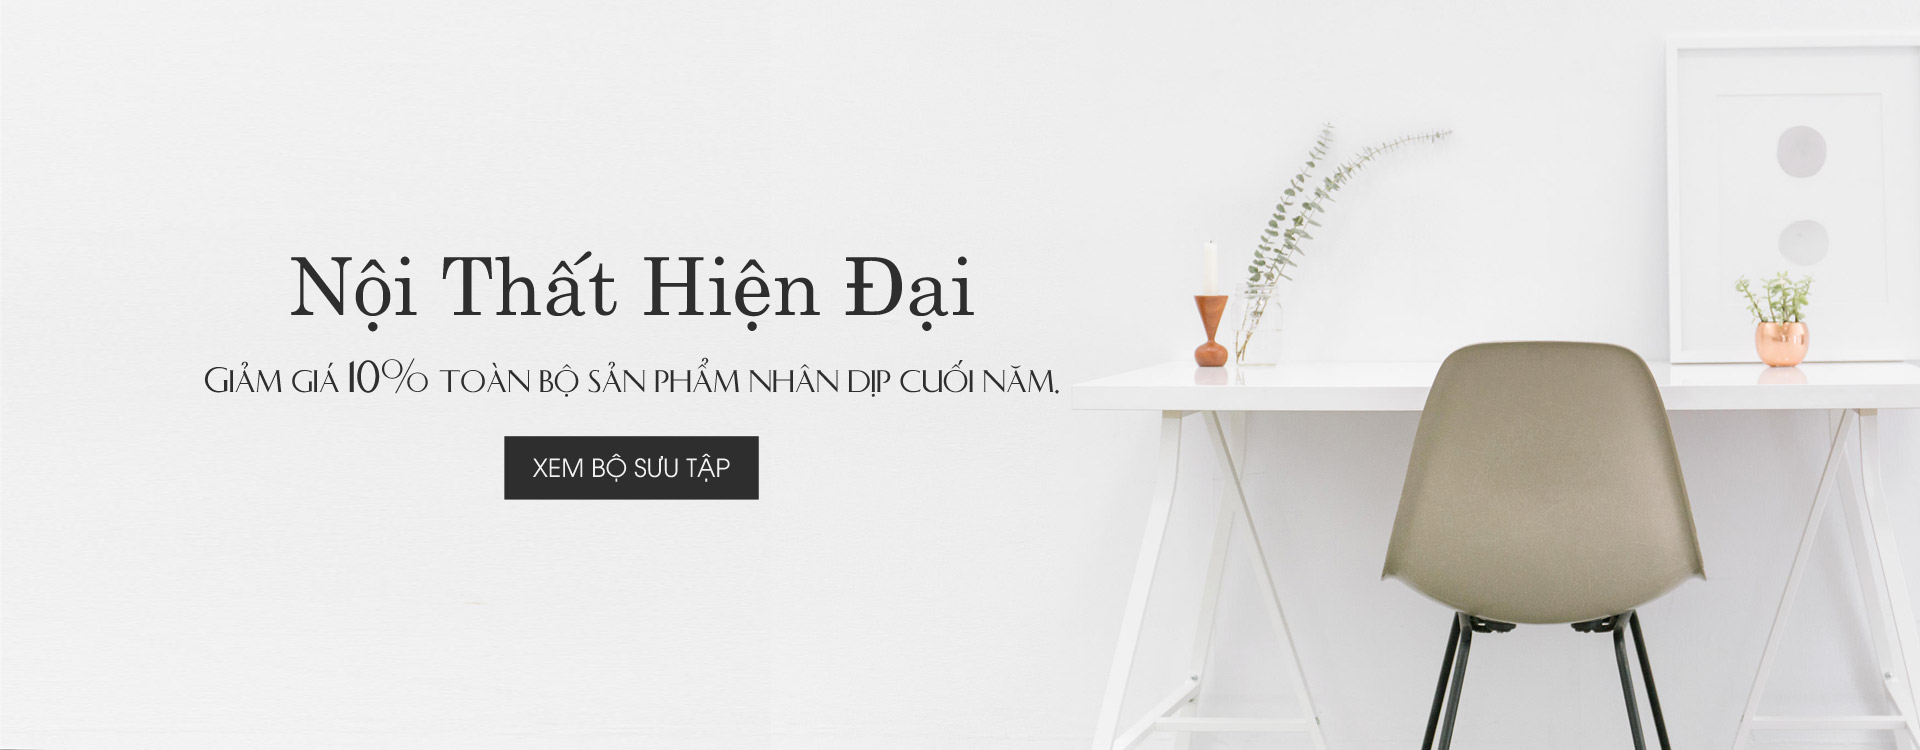 Nội Thất Hiện Đại
GIẢM GIÁ 10% TOÀN BỘ SẢN PHẨM NHÂN DỊP CUỐI NĂM.
XEM BỘ SƯU TẬP